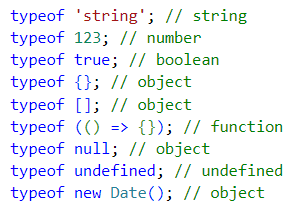 typeof 'string'; // string
typeof 123; // number
typeof true; // boolean
typeof {}; // object
typeof []; // object
typeof (() => {}); // function
typeof null; // object
typeof undefined; // undefined
typeof new Date(); // object